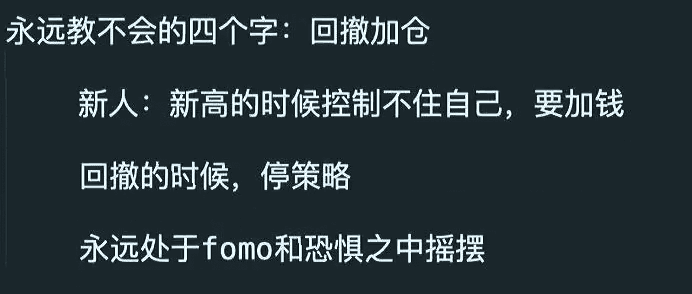 永远教不会的四个字：回撤加仓
新人：新高的时候控制不住自己，要加钱
回撤的时候，停策略
永远处于fomo和恐惧之中摇摆